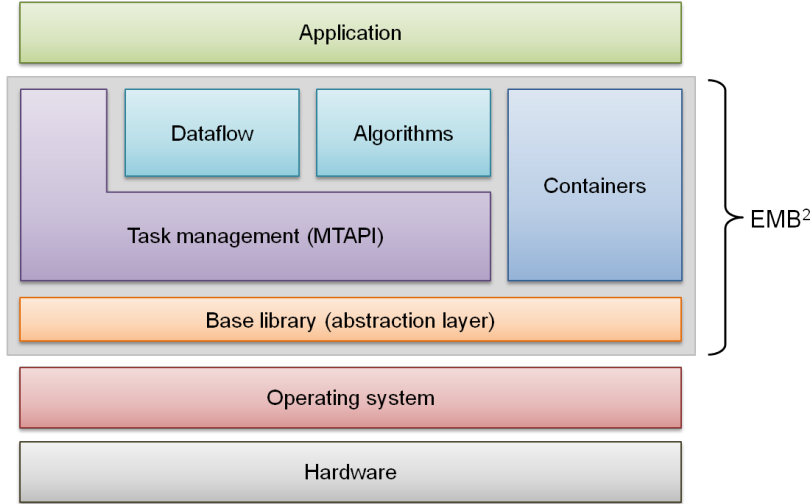 Application
Dataflow
Algorithms
Containers
Task management (MTAPI)
EMB²
Base library (abstraction layer)
Operating system
Hardware